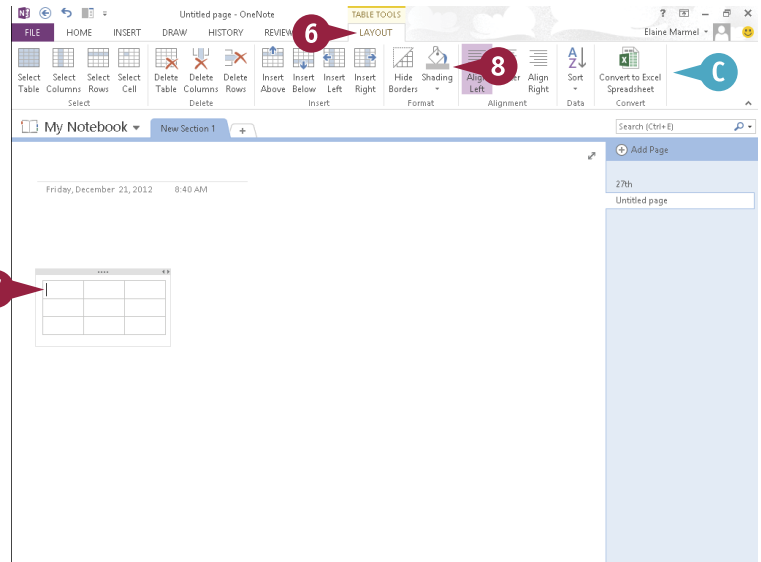 Untitled page - OneNote
TABLE TOOLS
FILE HOME INSERT DRAW HISTORY REVIEW LAYOUT
Elaine Marmel
6
8
C
Select Table
Select Columns
Select Rows
Select Cell
Select
Delete Table
Delete Columns
Delete Rows
Delete
Insert Above
Insert Below
Insert Left
Insert Right
Insert
Hide Borders
Shading
Format
Align Left
Align Right
Alignment
Sort
Data
Convert to Excel Spreadsheet
Convert
My Notebook
New Section 1
+
Search (Ctrl+E)
Add Page
27th
Untitled page
Friday, December 21, 2012 8:40 AM